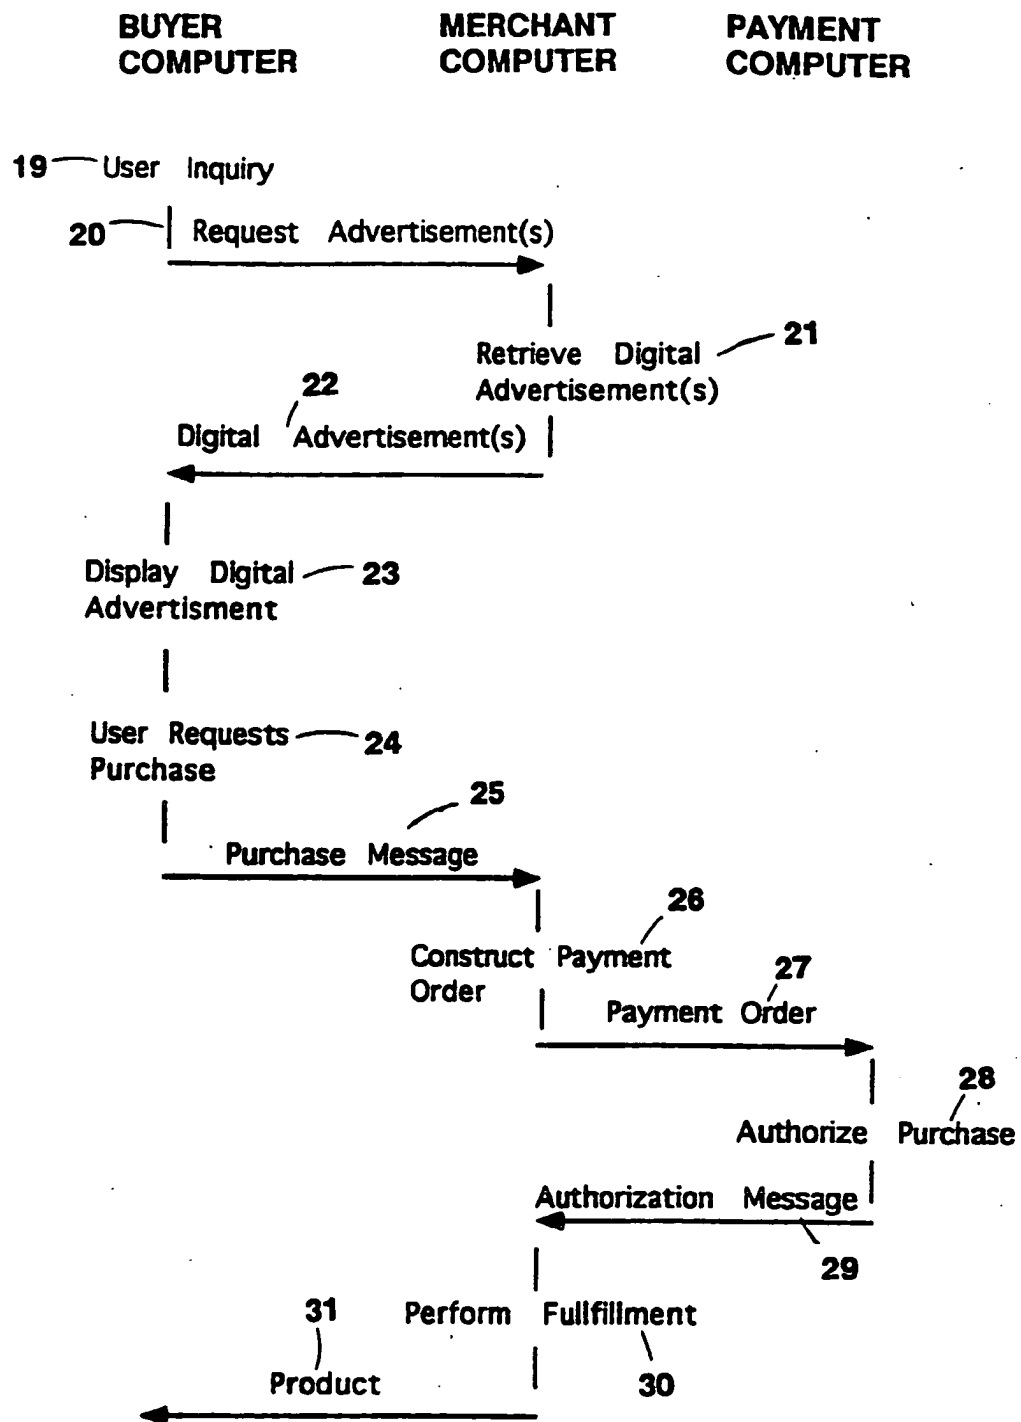 BUYER
COMPUTER
MERCHANT
COMPUTER
PAYMENT
COMPUTER
19 User Inquiry
20 Request Advertisement(s)
21
Retrieve Digital
Advertisement(s)
22
Digital Advertisement(s)
Display Digital 23
Advertisment
User Requests 24
Purchase
25
Purchase Message
26
Construct Payment
Order
27
Payment Order
28
Authorize Purchase
Authorization Message
29
31
Perform Fullfillment
Product
30